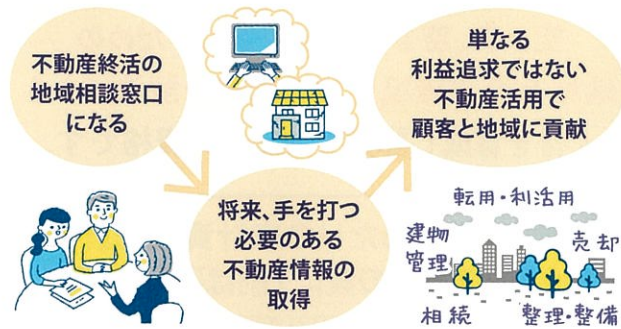 不動産終活の
地域相談窓口
になる
将来、手を打つ
必要のある
不動産情報の
取得
単なる
利益追求ではない
不動産活用で
顧客と地域に貢献
転用・利活用
建物
管理
売却
相続
整理・整備